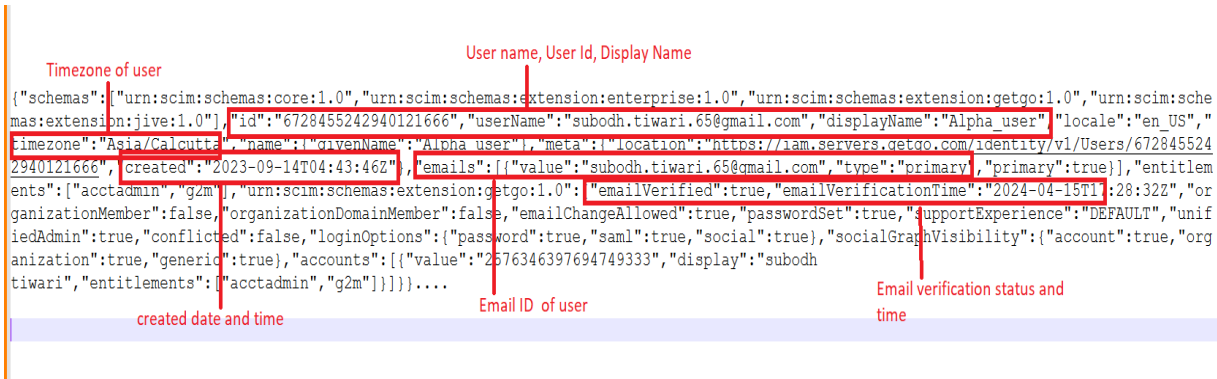 User name, User Id, Display Name
Timezone of user
{"schemas":["urn:scim:schemas:core:1.0","urn:scim:schemas:extension:enterprise:1.0","urn:scim:schemas:extension:getgo:1.0","urn:scim:sche
mas:extension:jive:1.0"],"id":"6728455242940121666","userName":"subodh.tiwari.65@gmail.com","displayName":"Alpha_user","locale":"en_US","
timezone":"Asia/Calcutta","name":{"givenName":"Alpha user"},"meta":{"location":"https://iam.servers.getgo.com/identity/v1/Users/672845524
2940121666","created":"2023-09-14T04:43:46Z"},"emails":[{"value":"subodh.tiwari.65@gmail.com","type":"primary","primary":true}],"entitlem
ents":["acctadmin","g2m"],"urn:scim:schemas:extension:getgo:1.0":{"emailVerified":true,"emailVerificationTime":"2024-04-15T17:28:32Z","or
ganizationMember":false,"organizationDomainMember":false,"emailChangeAllowed":true,"passwordSet":true,"supportExperience":"DEFAULT","unif
iedAdmin":true,"conflicted":false,"loginOptions":{"password":true,"saml":true,"social":true},"socialGraphVisibility":{"account":true,"org
anization":true,"generic":true},"accounts":[{"value":"2676346397694749333","display":"subodh
tiwari","entitlements":["acctadmin","g2m"]}]}}....
Email ID of user
Email verification status and
time
created date and time